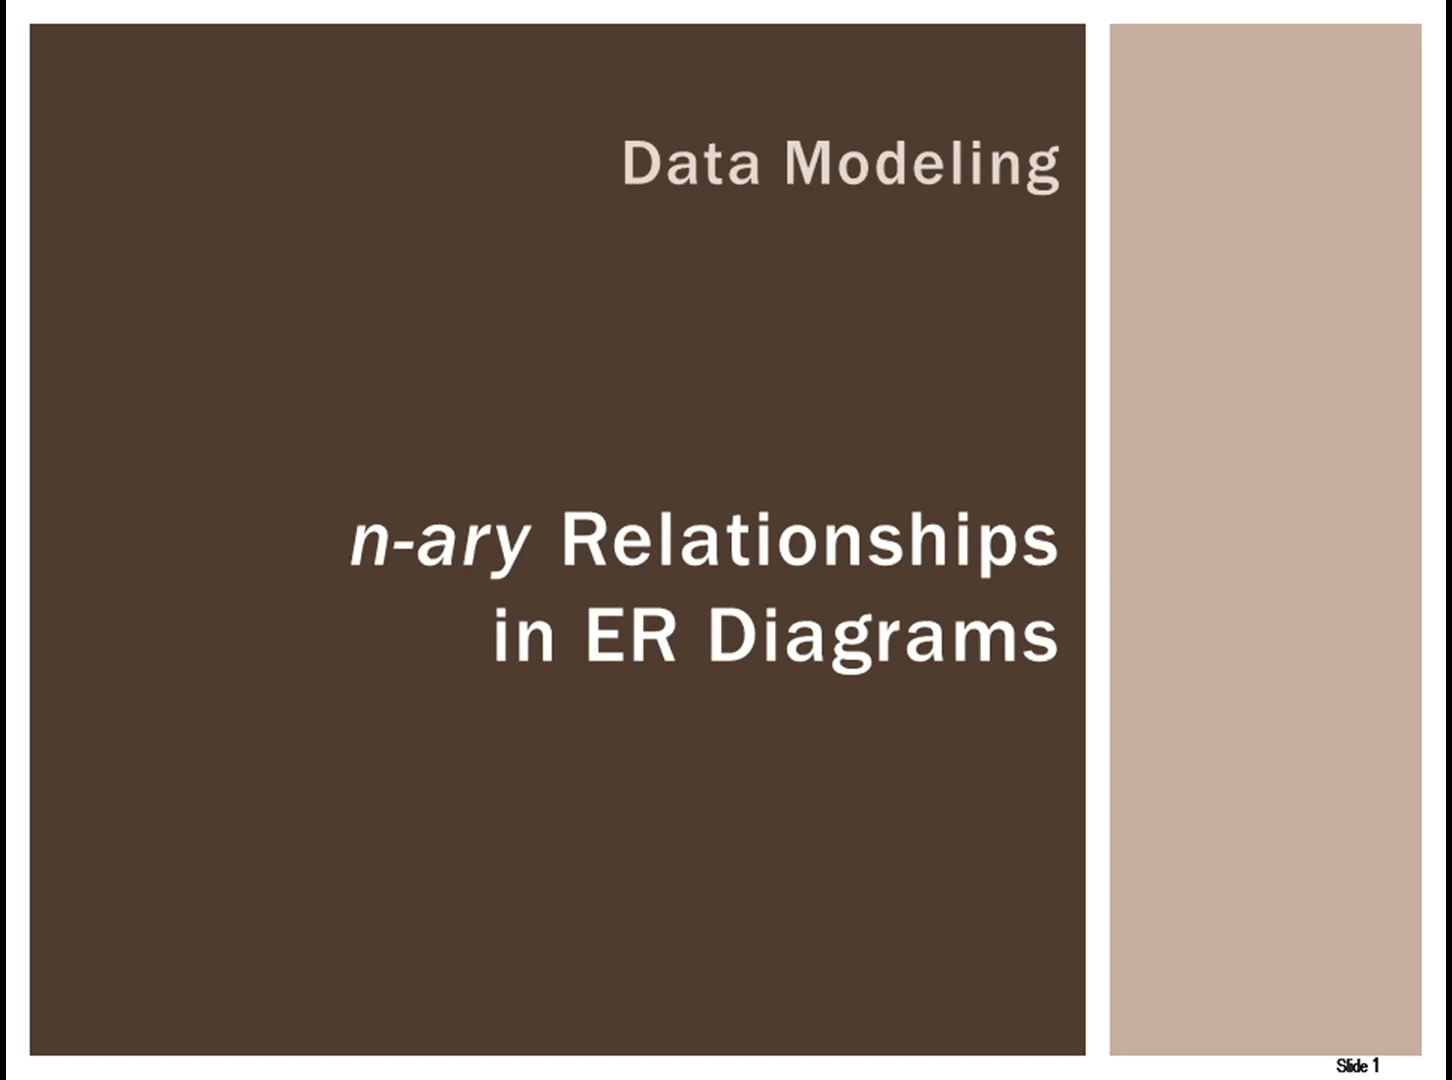 Data Modeling
n-ary Relationships
in ER Diagrams
Slide 1